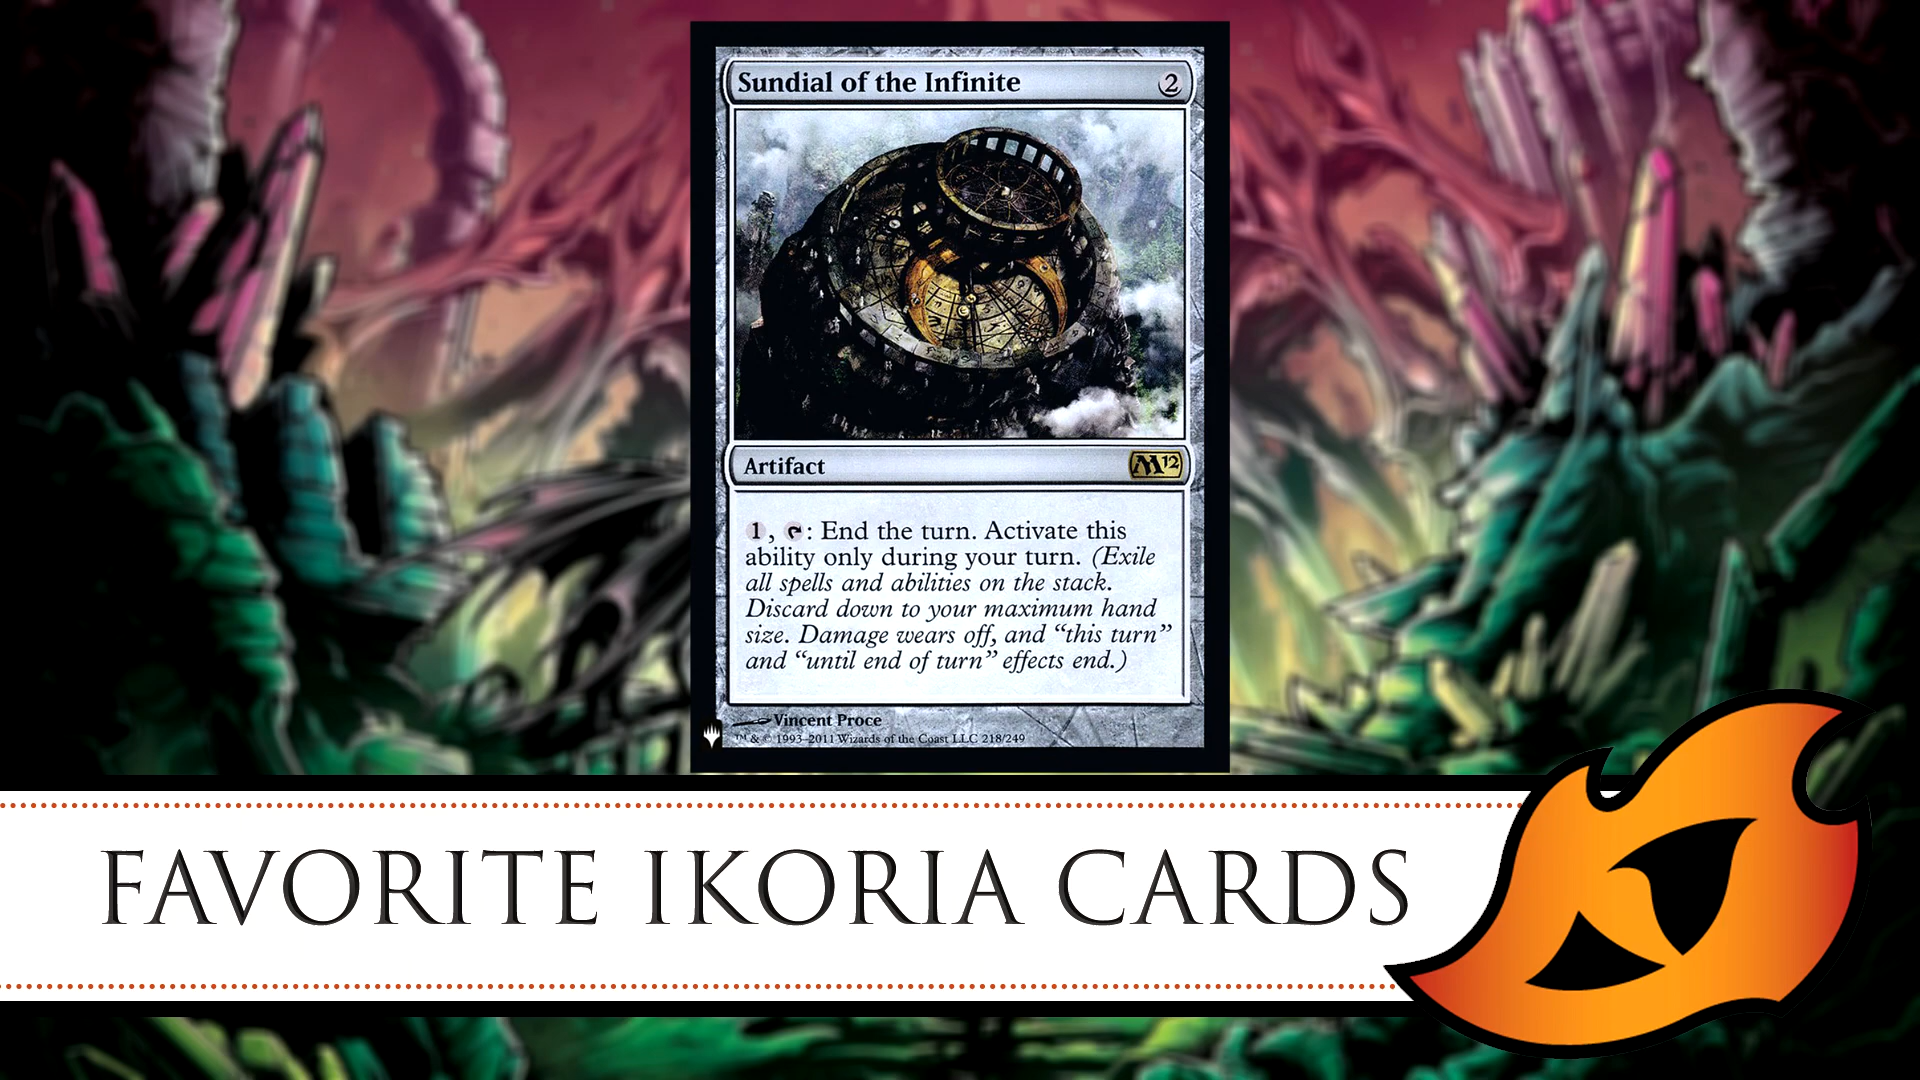 Sundial of the Infinite 2
Artifact M12
1, : End the turn. Activate this
ability only during your turn. (Exile
all spells and abilities on the stack.
Discard down to your maximum hand
size. Damage wears off, and “this turn”
and “until end of turn” effects end.)
Vincent Proce
™ & © 1993–2011 Wizards of the Coast LLC 218/249
FAVORITE IKORIA CARDS